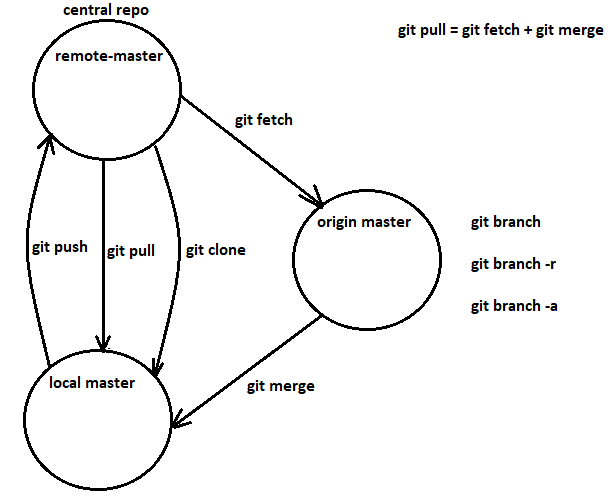 central repo
git pull = git fetch + git merge
remote-master
git fetch
origin master
git branch
git push
git pull
git clone
git branch -r
git branch -a
local master
git merge